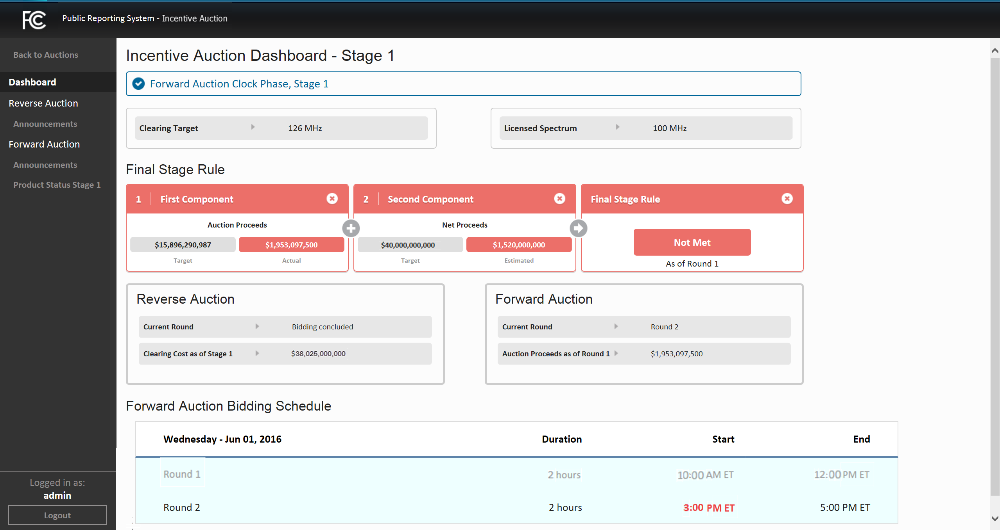 FCC
Public Reporting System - Incentive Auction
Back to Auctions
Dashboard
Reverse Auction
Announcements
Forward Auction
Announcements
Product Status Stage 1
Logged in as:
admin
Logout
Incentive Auction Dashboard - Stage 1
Forward Auction Clock Phase, Stage 1
Clearing Target 126 MHz
Licensed Spectrum 100 MHz
Final Stage Rule
1 First Component
Auction Proceeds
$15,896,290,987 $1,953,097,500
Target Actual
2 Second Component
Net Proceeds
$40,000,000,000 $1,520,000,000
Target Estimated
Final Stage Rule
Not Met
As of Round 1
Reverse Auction
Current Round Bidding concluded
Clearing Cost as of Stage 1 $38,025,000,000
Forward Auction
Current Round Round 2
Auction Proceeds as of Round 1 $1,953,097,500
Forward Auction Bidding Schedule
Wednesday - Jun 01, 2016 Duration Start End
Round 1 2 hours 10:00 AM ET 12:00 PM ET
Round 2 2 hours 3:00 PM ET 5:00 PM ET